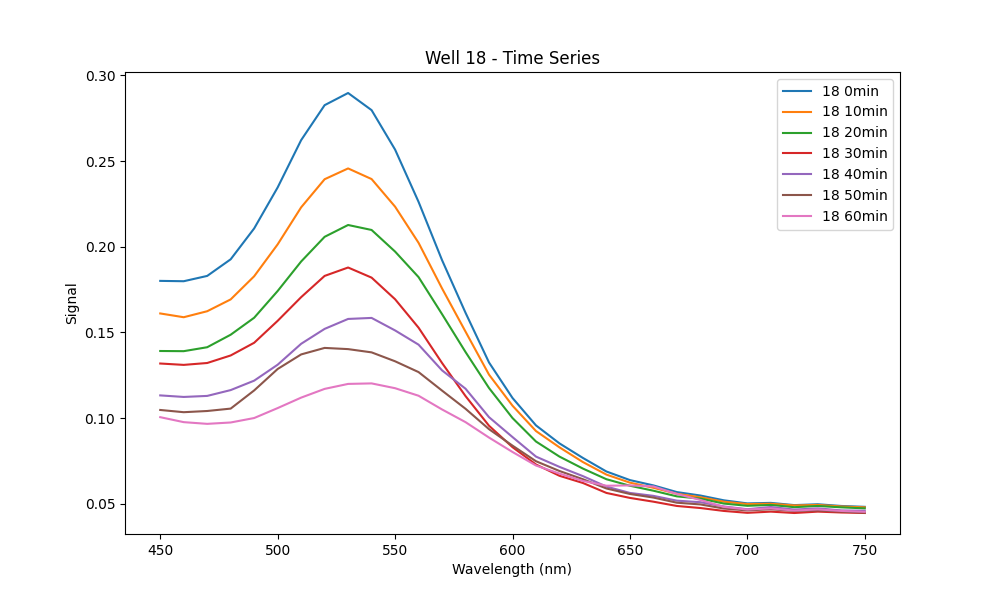 Well 18 - Time Series
0.30
0.25
0.20
0.15
0.10
0.05
Signal
450 500 550 600 650 700 750
Wavelength (nm)
18 0min
18 10min
18 20min
18 30min
18 40min
18 50min
18 60min